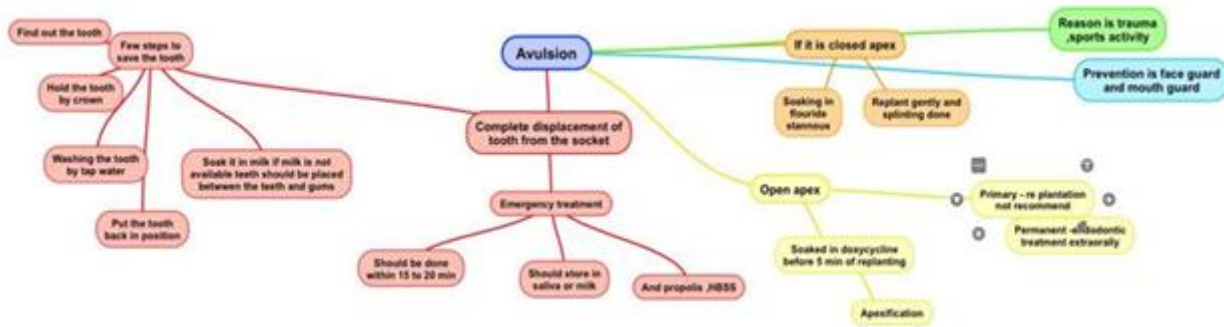 Find out the tooth
Few steps to
save the tooth
Hold the tooth
by crown
Washing the tooth
by tap water
Put the tooth
back in position
Soak it in milk if milk is not
available teeth should be placed
betwewn the teeth and gums
Avulsion
Complete displacement of
tooth from the socket
Emergency treatment
Should be done
within 15 to 20 min
Should store in
saliva or milk
And propolis ,HBSS
If it is closed apex
Soaking in
flouride
stannous
Replant gently and
splinting done
Reason is trauma
,sports activity
Prevention is face guard
and mouth guard
Open apex
Primary - re plantation
not recommend
Permanent -endodontic
treatment extraorally
Soaked in doxycycline
before 5 min of replanting
Apexification